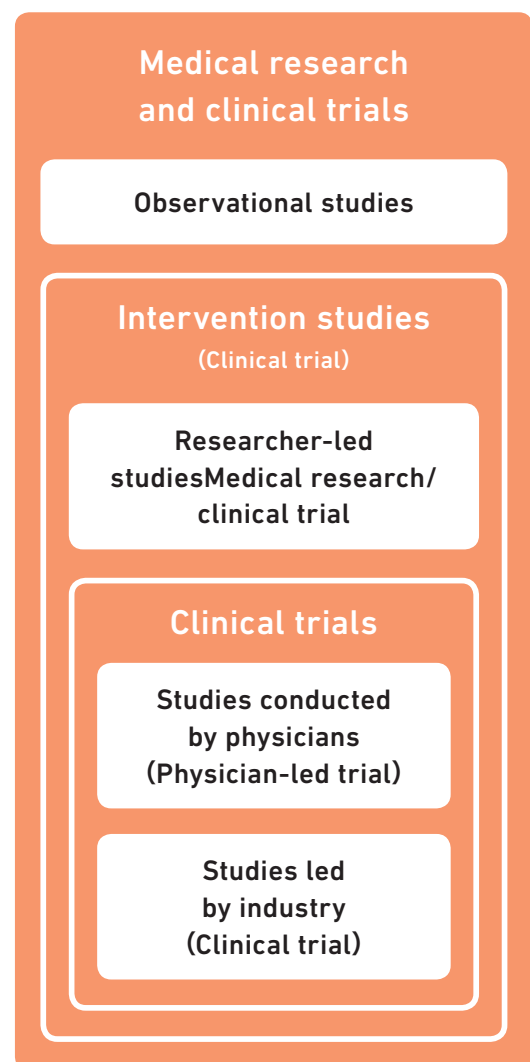 Medical research
and clinical trials
Observational studies
Intervention studies
(Clinical trial)
Researcher-led
studiesMedical research/
clinical trial
Clinical trials
Studies conducted
by physicians
(Physician-led trial)
Studies led
by industry
(Clinical trial)